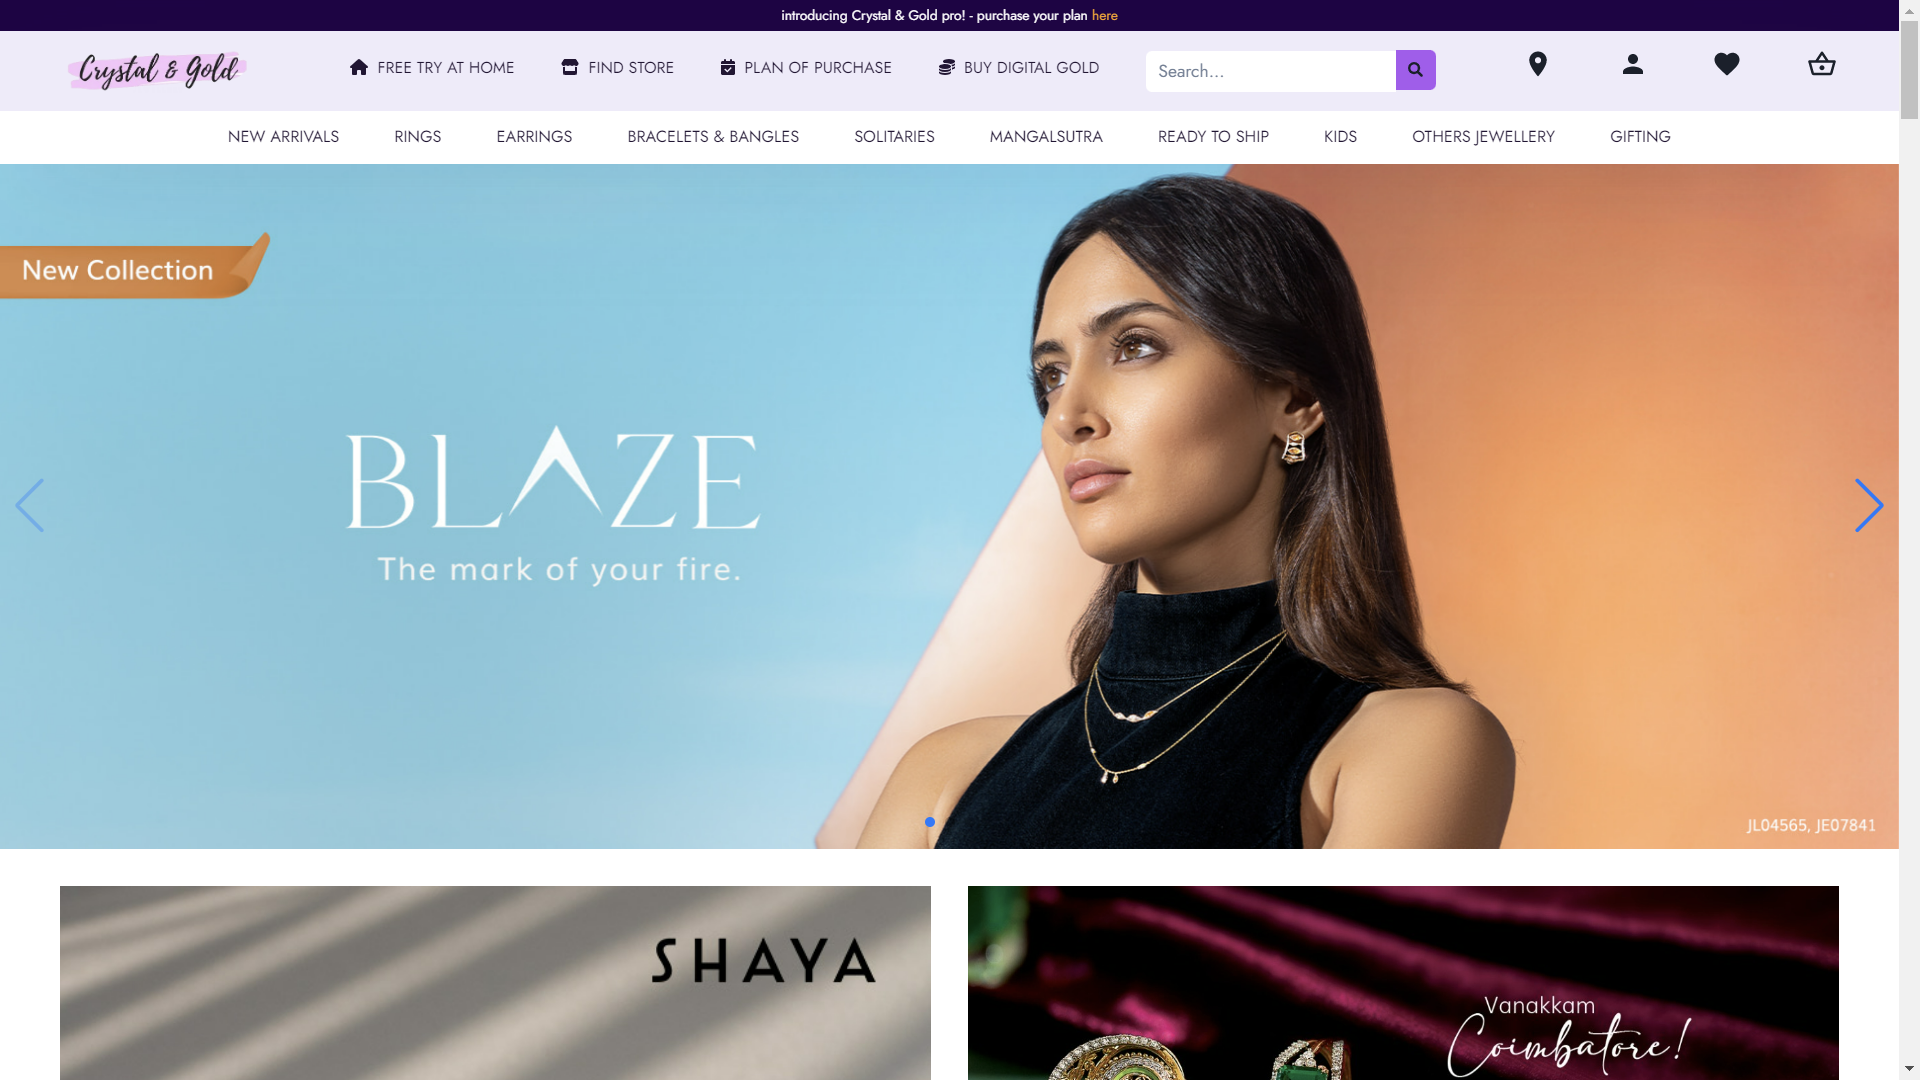 introducing Crystal & Gold pro! - purchase your plan here
Crystal & Gold
FREE TRY AT HOME
FIND STORE
PLAN OF PURCHASE
BUY DIGITAL GOLD
Search...
NEW ARRIVALS
RINGS
EARRINGS
BRACELETS & BANGLES
SOLITARIES
MANGALSUTRA
READY TO SHIP
KIDS
OTHERS JEWELLERY
GIFTING
New Collection
BLAZE
The mark of your fire.
JL04565, JE07841
SHAYA
Vanakkam
Coimbatore!